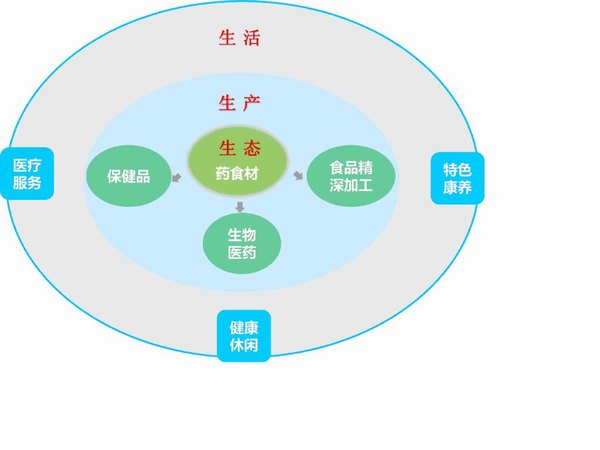 生 活
生 产
生 态
药食材
保健品
食品精
深加工
生物
医药
医疗
服务
特色
康养
健康
休闲